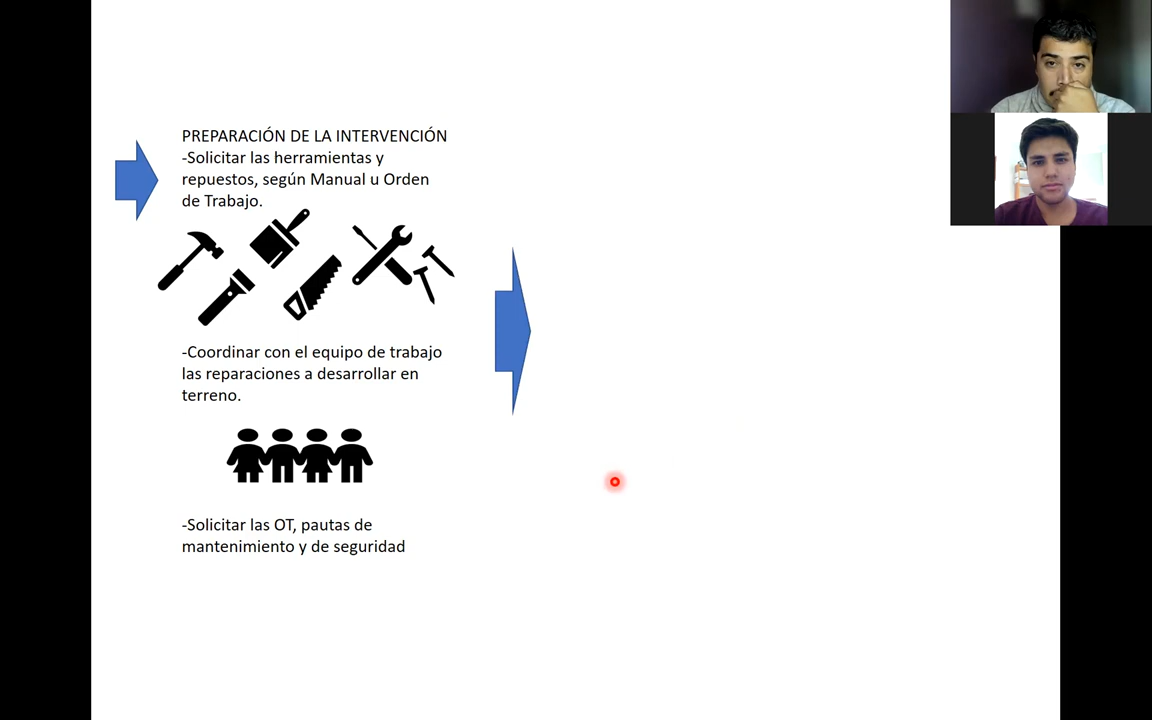 PREPARACIÓN DE LA INTERVENCIÓN
-Solicitar las herramientas y
repuestos, según Manual u Orden
de Trabajo.
-Coordinar con el equipo de trabajo
las reparaciones a desarrollar en
terreno.
-Solicitar las OT, pautas de
mantenimiento y de seguridad